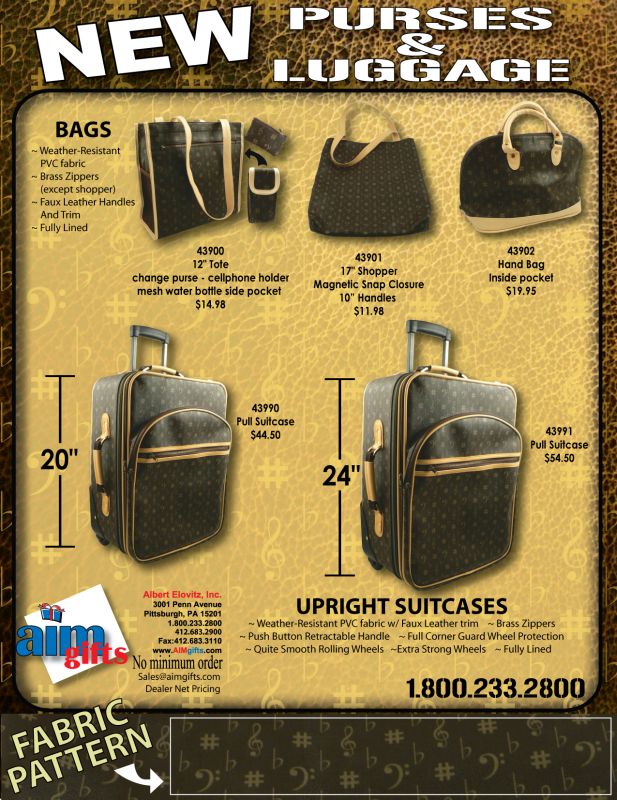 NEW
PURSES
&
LUGGAGE
BAGS
~ Weather-Resistant
PVC fabric
~ Brass Zippers
(except shopper)
~ Faux Leather Handles
And Trim
~ Fully Lined
43900
12" Tote
change purse - cellphone holder
mesh water bottle side pocket
$14.98
43901
17" Shopper
Magnetic Snap Closure
10" Handles
$11.98
43902
Hand Bag
Inside pocket
$19.95
20"
43990
Pull Suitcase
$44.50
24"
43991
Pull Suitcase
$54.50
aim
gifts
Albert Elovitz, Inc.
3001 Penn Avenue
Pittsburgh, PA 15201
1.800.233.2800
412.683.2900
Fax:412.683.3110
www.AIMgifts.com
No minimum order
Sales@aimgifts.com
Dealer Net Pricing
UPRIGHT SUITCASES
~ Weather-Resistant PVC fabric w/ Faux Leather trim ~ Brass Zippers
~ Push Button Retractable Handle ~ Full Corner Guard Wheel Protection
~ Quite Smooth Rolling Wheels ~Extra Strong Wheels ~ Fully Lined
1.800.233.2800
FABRIC
PATTERN